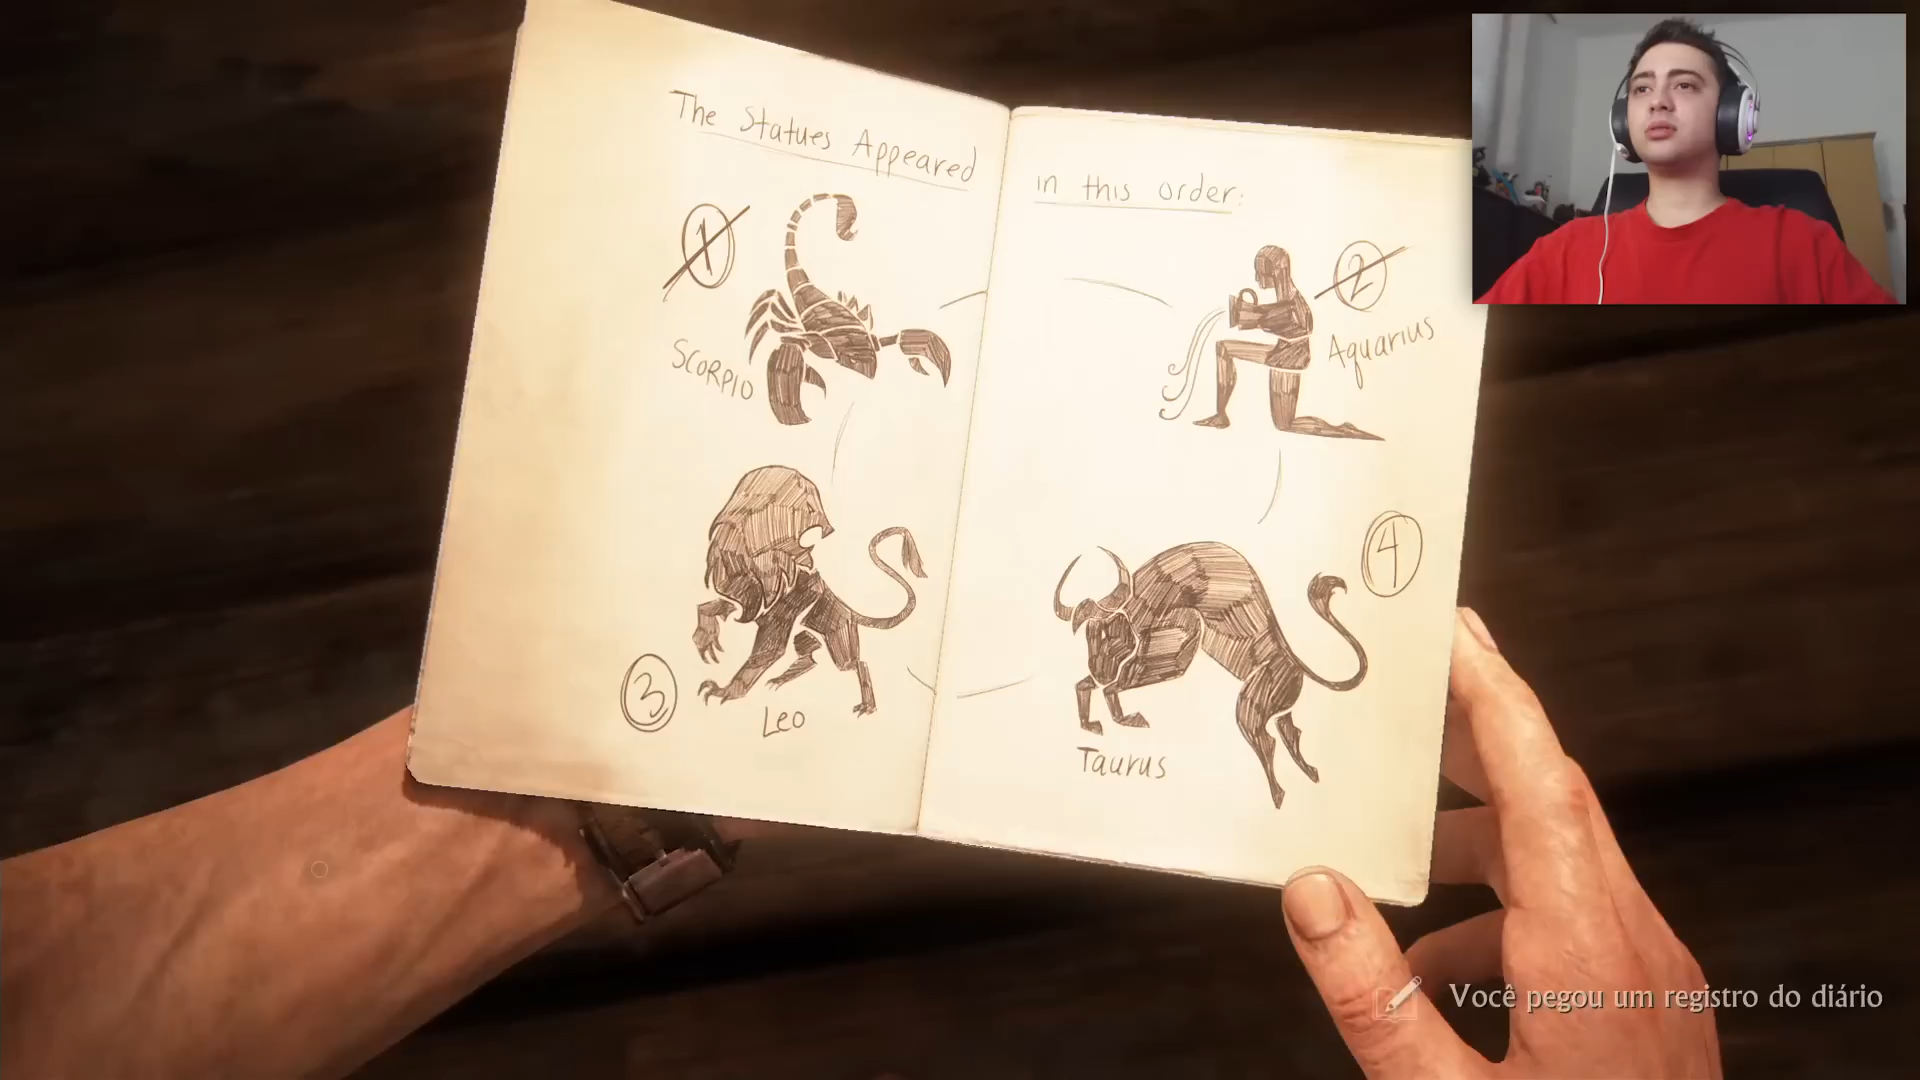 The Statues Appeared
in this order:
1
SCORPIO
2
Aquarius
3
Leo
4
Taurus
Você pegou um registro do diário